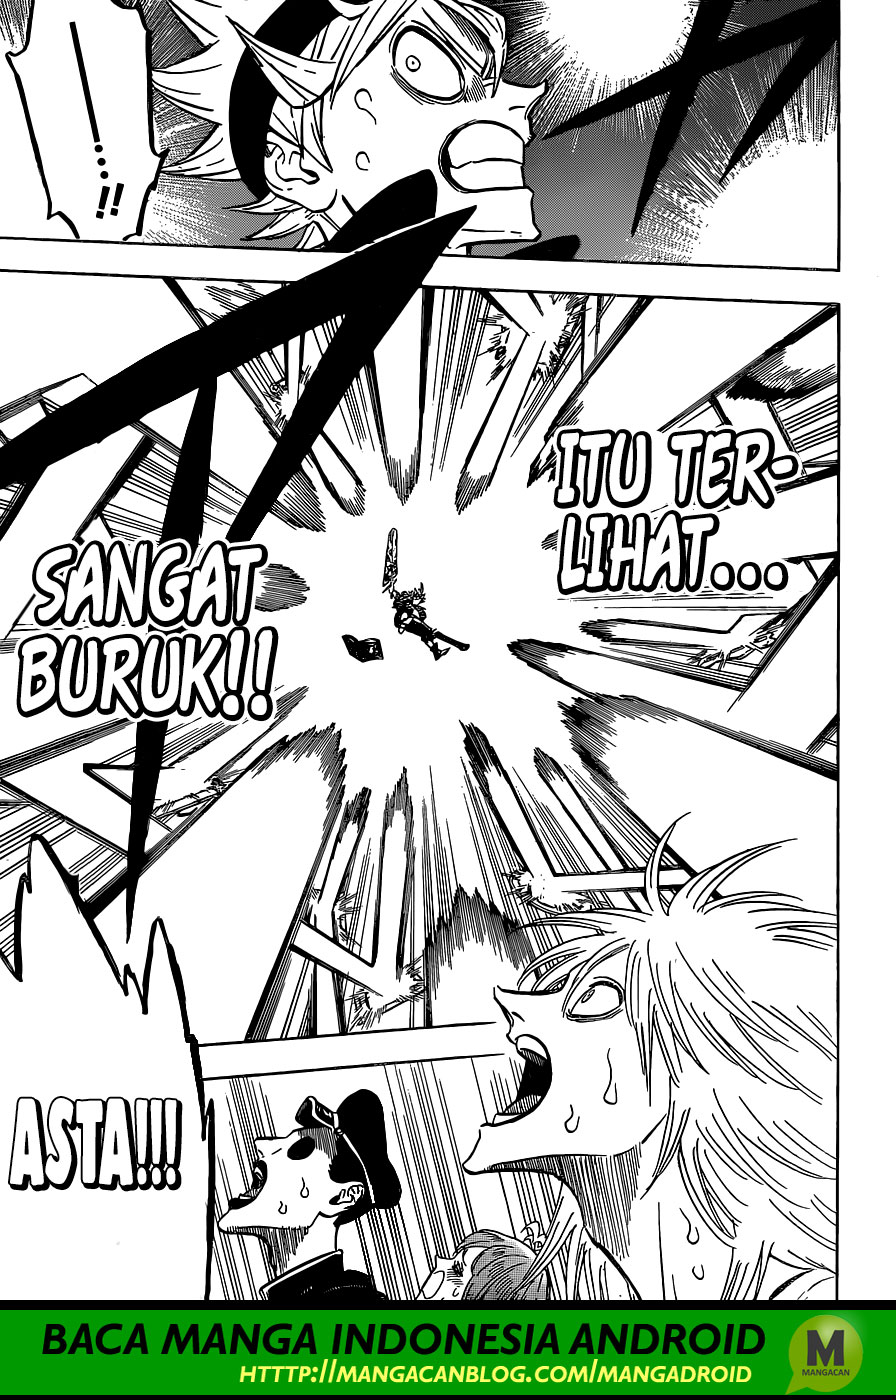 ...!!
ITU TER-
LIHAT...
SANGAT
BURUK!!
ASTA!!!
BACA MANGA INDONESIA ANDROID
HTTTP://MANGACANBLOG.COM/MANGADROID
M
MANGACAN